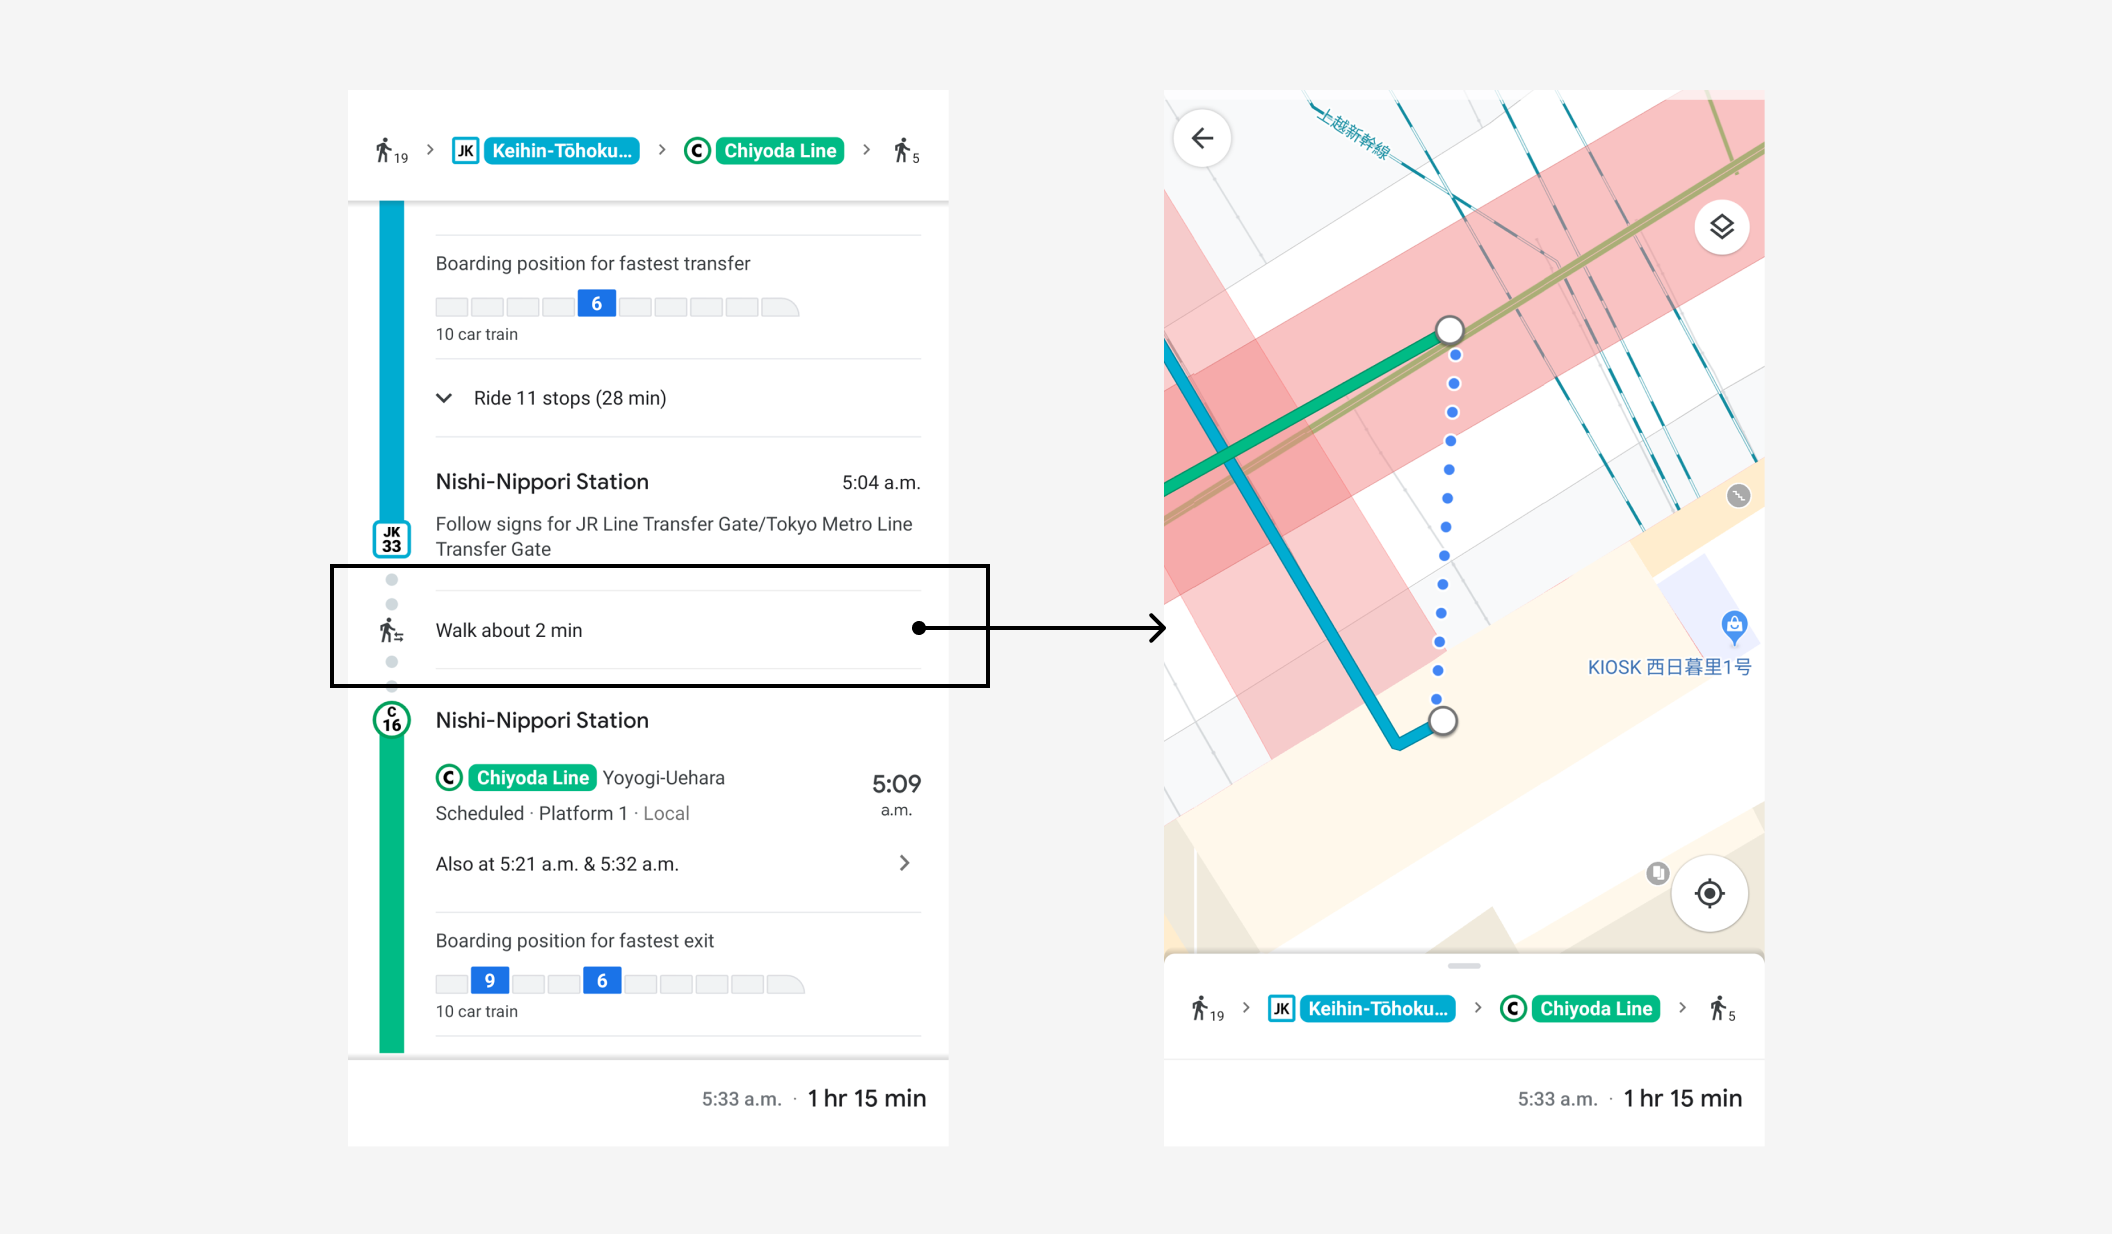 19 > JK Keihin-Tōhoku... > C Chiyoda Line > 5
Boarding position for fastest transfer
6
10 car train
Ride 11 stops (28 min)
Nishi-Nippori Station 5:04 a.m.
JK
33
Follow signs for JR Line Transfer Gate/Tokyo Metro Line
Transfer Gate
Walk about 2 min
C
16
Nishi-Nippori Station
C Chiyoda Line Yoyogi-Uehara 5:09
a.m.
Scheduled · Platform 1 · Local
Also at 5:21 a.m. & 5:32 a.m.
Boarding position for fastest exit
9 6
10 car train
5:33 a.m. · 1 hr 15 min
上越新幹線
KIOSK 西日暮里1号
19 > JK Keihin-Tōhoku... > C Chiyoda Line > 5
5:33 a.m. · 1 hr 15 min